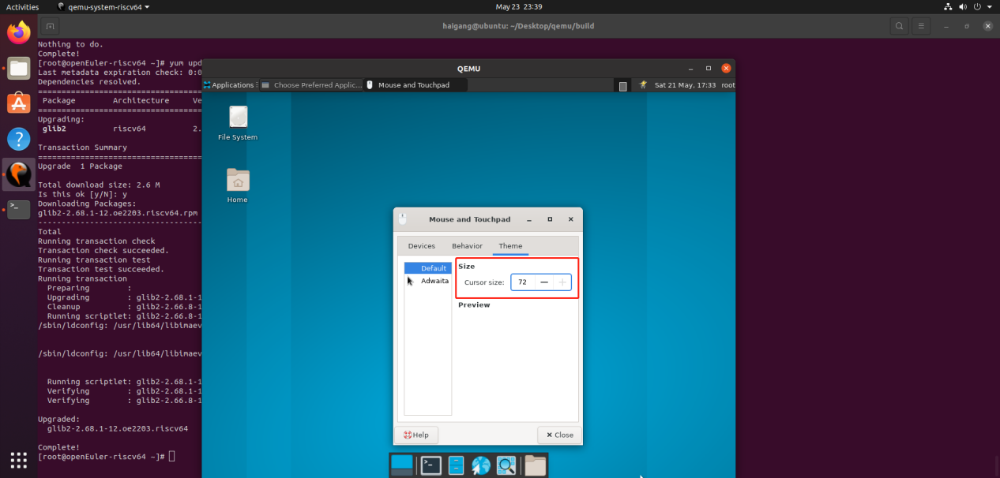 Activities
qemu-system-riscv64
May 23 23:39
haigang@ubuntu: ~/Desktop/qemu/build
Nothing to do.
Complete!
[root@openEuler-riscv64 ~]# yum upd
Last metadata expiration check: 0:0
Dependencies resolved.
================================
Package Architecture Ve
================================
Upgrading:
glib2 riscv64 2.
Transaction Summary
================================
Upgrade 1 Package
Total download size: 2.6 M
Is this ok [y/N]: y
Downloading Packages:
glib2-2.68.1-12.oe2203.riscv64.rpm
--------------------------------
Total
Running transaction check
Transaction check succeeded.
Running transaction test
Transaction test succeeded.
Running transaction
Preparing :
Upgrading : glib2-2.68.1-1
Cleanup : glib2-2.66.8-1
Running scriptlet: glib2-2.66.8-1
/sbin/ldconfig: /usr/lib64/libimaev
/sbin/ldconfig: /usr/lib64/libimaev
Running scriptlet: glib2-2.68.1-1
Verifying : glib2-2.68.1-1
Verifying : glib2-2.66.8-1
Upgraded:
glib2-2.68.1-12.oe2203.riscv64
Complete!
[root@openEuler-riscv64 ~]#
QEMU
Applications
Choose Preferred Applic...
Mouse and Touchpad
Sat 21 May, 17:33 root
File System
Home
Mouse and Touchpad
Devices Behavior Theme
Default
Adwaita
Size
Cursor size: 72
Preview
Help
Close